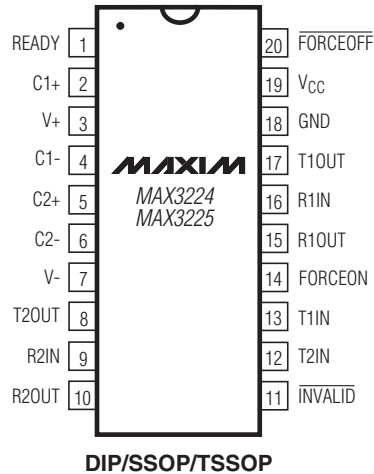 READY 1
C1+ 2
V+ 3
C1- 4
C2+ 5
C2- 6
V- 7
T2OUT 8
R2IN 9
R2OUT 10
MAXIM
MAX3224
MAX3225
20 FORCEOFF
19 VCC
18 GND
17 T1OUT
16 R1IN
15 R1OUT
14 FORCEON
13 T1IN
12 T2IN
11 INVALID
DIP/SSOP/TSSOP